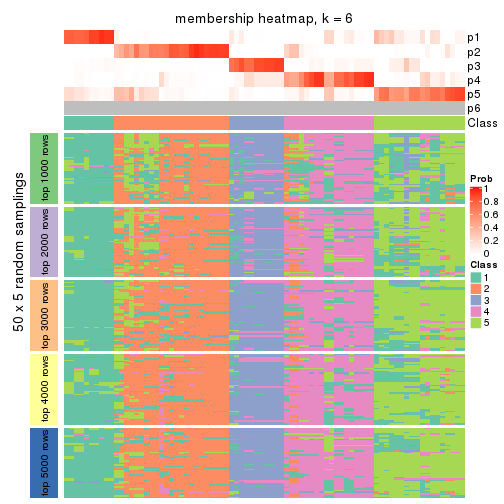 membership heatmap, k = 6
p1
p2
p3
p4
p5
p6
Class
50 x 5 random samplings
top 1000 rows
top 2000 rows
top 3000 rows
top 4000 rows
top 5000 rows
Prob
1
0.8
0.6
0.4
0.2
0
Class
1
2
3
4
5